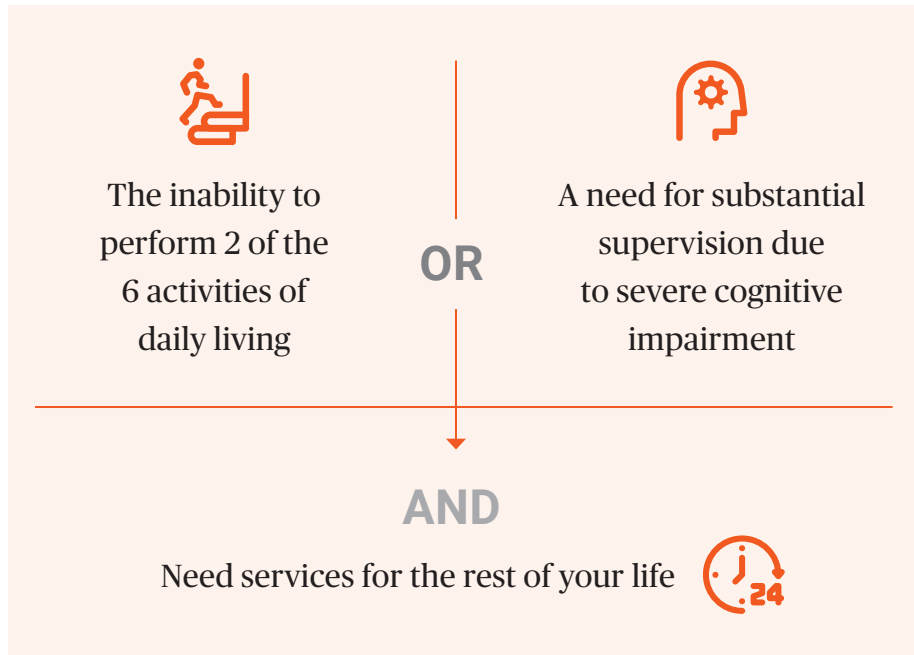 The inability to
perform 2 of the
6 activities of
daily living
OR
A need for substantial
supervision due
to severe cognitive
impairment
AND
Need services for the rest of your life
24